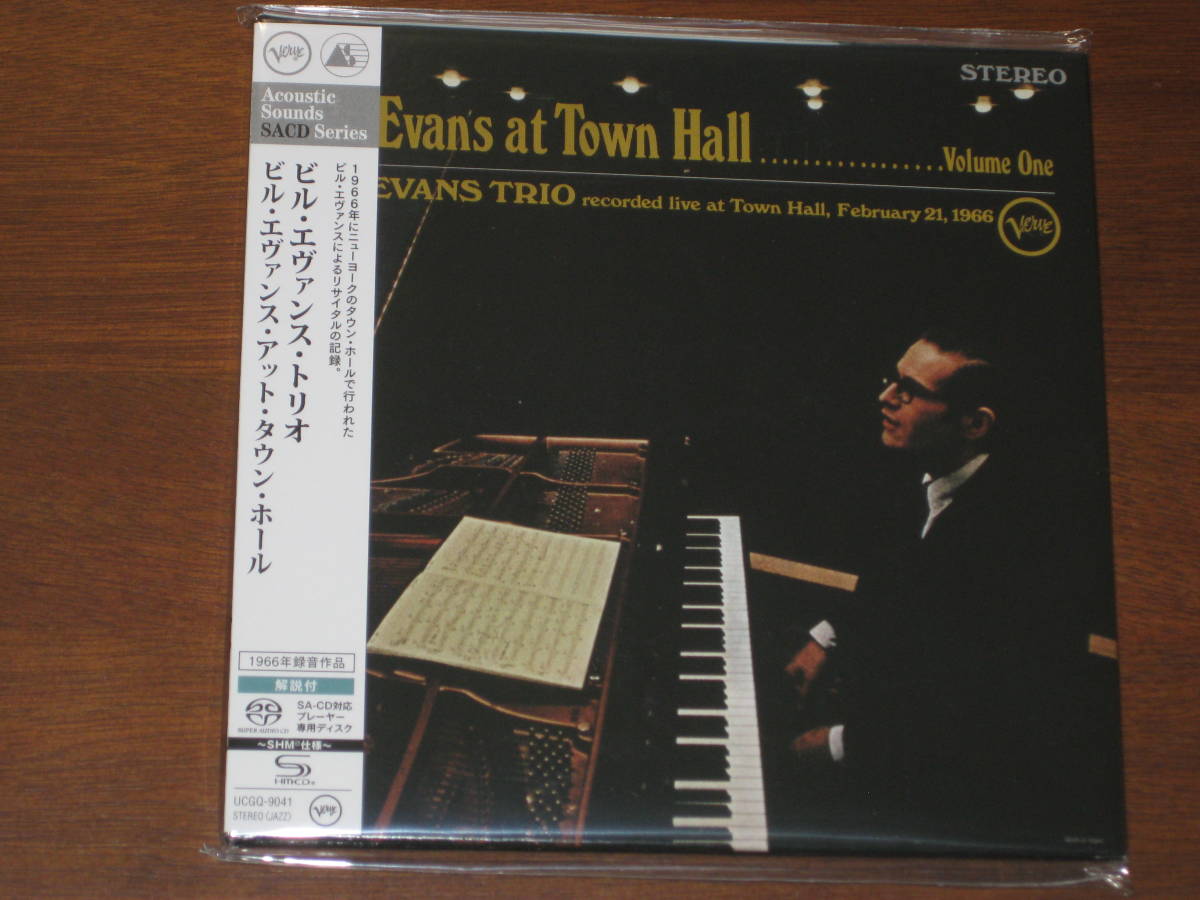 Verve
Acoustic
Sounds
SACD Series
1966年にニューヨークのタウン・ホールで行われた
ビル・エヴァンスによるリサイタルの記録。
ビル・エヴァンス・トリオ
ビル・エヴァンス・アット・タウン・ホール
1966年録音作品
解説付
SUPER AUDIO CD
SA-CD対応
プレーヤー
専用ディスク
～SHM®仕様～
HMCD®
UCGQ-9041
STEREO (JAZZ)
Verve
STEREO
Evans at Town Hall
.................Volume One
EVANS TRIO recorded live at Town Hall, February 21, 1966
Verve